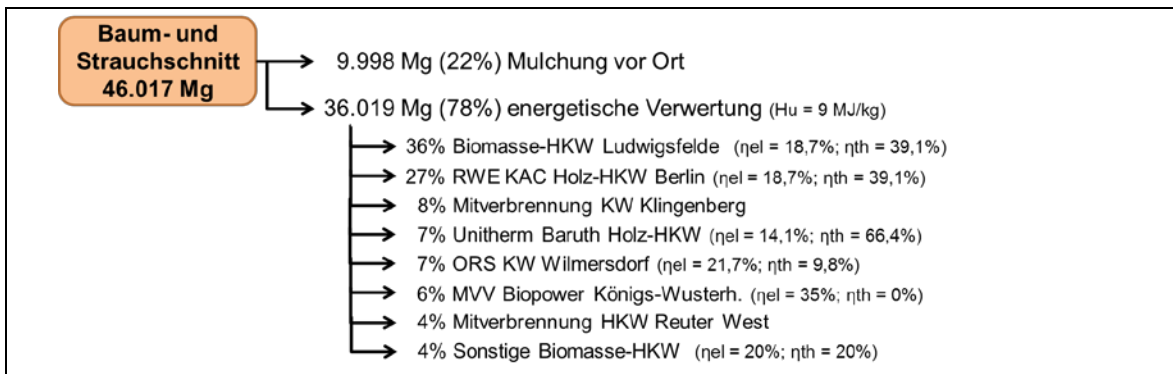 Baum- und
Strauchschnitt
46.017 Mg
9.998 Mg (22%) Mulchung vor Ort
36.019 Mg (78%) energetische Verwertung (Hu = 9 MJ/kg)
36% Biomasse-HKW Ludwigsfelde (ηel = 18,7%; ηth = 39,1%)
27% RWE KAC Holz-HKW Berlin (ηel = 18,7%; ηth = 39,1%)
8% Mitverbrennung KW Klingenberg
7% Unitherm Baruth Holz-HKW (ηel = 14,1%; ηth = 66,4%)
7% ORS KW Wilmersdorf (ηel = 21,7%; ηth = 9,8%)
6% MVV Biopower Königs-Wusterh. (ηel = 35%; ηth = 0%)
4% Mitverbrennung HKW Reuter West
4% Sonstige Biomasse-HKW (ηel = 20%; ηth = 20%)